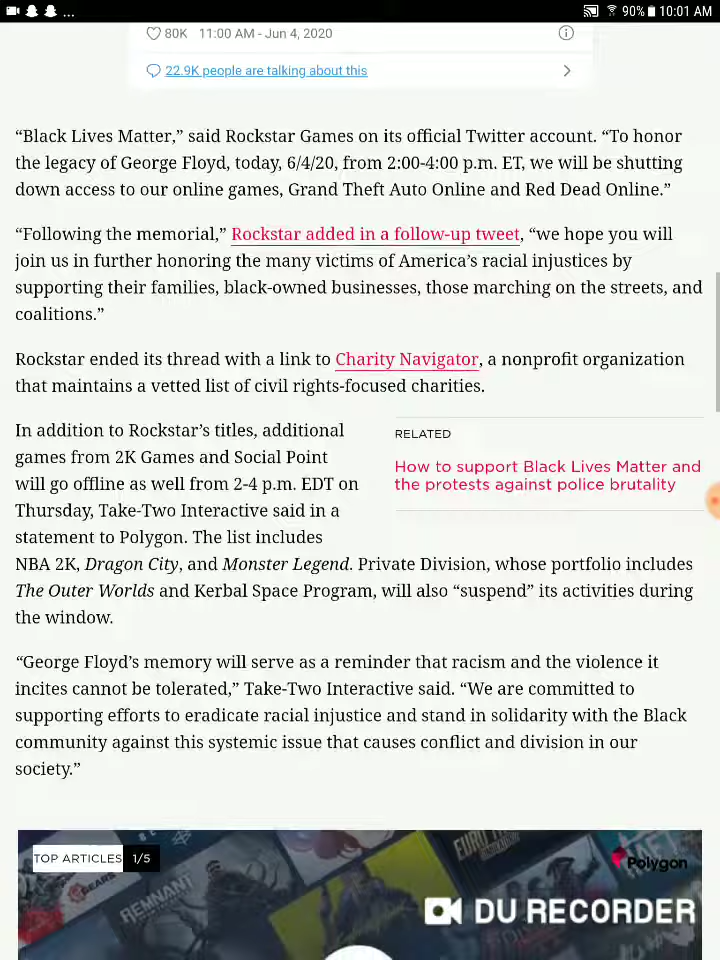 ... 90% 10:01 AM
80K 11:00 AM - Jun 4, 2020
22.9K people are talking about this
“Black Lives Matter,” said Rockstar Games on its official Twitter account. “To honor
the legacy of George Floyd, today, 6/4/20, from 2:00-4:00 p.m. ET, we will be shutting
down access to our online games, Grand Theft Auto Online and Red Dead Online.”
“Following the memorial,” Rockstar added in a follow-up tweet, “we hope you will
join us in further honoring the many victims of America’s racial injustices by
supporting their families, black-owned businesses, those marching on the streets, and
coalitions.”
Rockstar ended its thread with a link to Charity Navigator, a nonprofit organization
that maintains a vetted list of civil rights-focused charities.
In addition to Rockstar’s titles, additional
games from 2K Games and Social Point
will go offline as well from 2-4 p.m. EDT on
Thursday, Take-Two Interactive said in a
statement to Polygon. The list includes
NBA 2K, Dragon City, and Monster Legend. Private Division, whose portfolio includes
The Outer Worlds and Kerbal Space Program, will also “suspend” its activities during
the window.
RELATED
How to support Black Lives Matter and
the protests against police brutality
“George Floyd’s memory will serve as a reminder that racism and the violence it
incites cannot be tolerated,” Take-Two Interactive said. “We are committed to
supporting efforts to eradicate racial injustice and stand in solidarity with the Black
community against this systemic issue that causes conflict and division in our
society.”
TOP ARTICLES 1/5
Polygon
GEARS
REMNANT
DU RECORDER